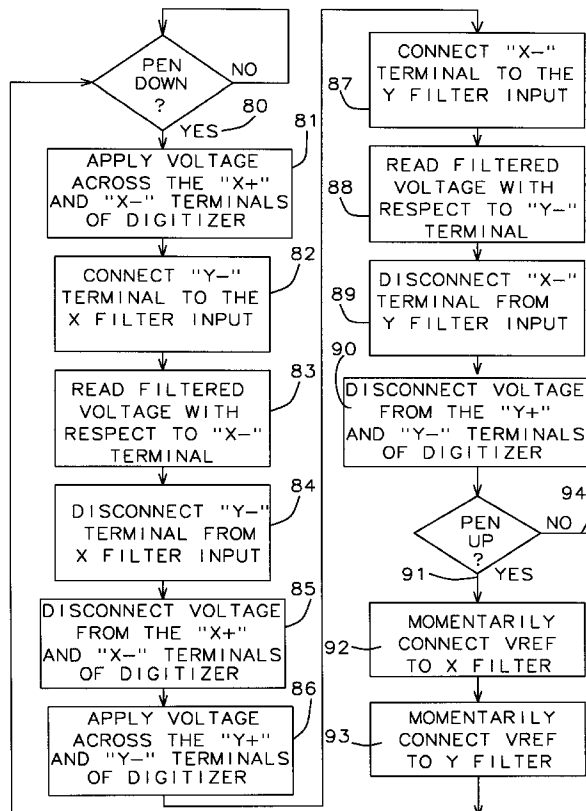 PEN
DOWN
?
NO
YES
80
81
APPLY VOLTAGE
ACROSS THE "X+"
AND "X-" TERMINALS
OF DIGITIZER
82
CONNECT "Y-"
TERMINAL TO THE
X FILTER INPUT
83
READ FILTERED
VOLTAGE WITH
RESPECT TO "X-"
TERMINAL
84
DISCONNECT "Y-"
TERMINAL FROM
X FILTER INPUT
85
DISCONNECT VOLTAGE
FROM THE "X+"
AND "X-" TERMINALS
OF DIGITIZER
86
APPLY VOLTAGE
ACROSS THE "Y+"
AND "Y-" TERMINALS
OF DIGITIZER
87
CONNECT "X-"
TERMINAL TO THE
Y FILTER INPUT
88
READ FILTERED
VOLTAGE WITH
RESPECT TO "Y-"
TERMINAL
89
DISCONNECT "X-"
TERMINAL FROM
Y FILTER INPUT
90
DISCONNECT VOLTAGE
FROM THE "Y+"
AND "Y-" TERMINALS
OF DIGITIZER
PEN
UP
?
NO
94
91
YES
92
MOMENTARILY
CONNECT VREF
TO X FILTER
93
MOMENTARILY
CONNECT VREF
TO Y FILTER